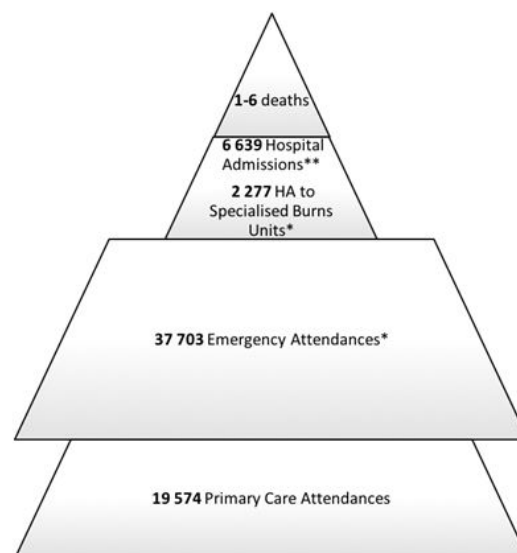 1-6 deaths
6 639 Hospital
Admissions**
2 277 HA to
Specialised Burns
Units*
37 703 Emergency Attendances*
19 574 Primary Care Attendances